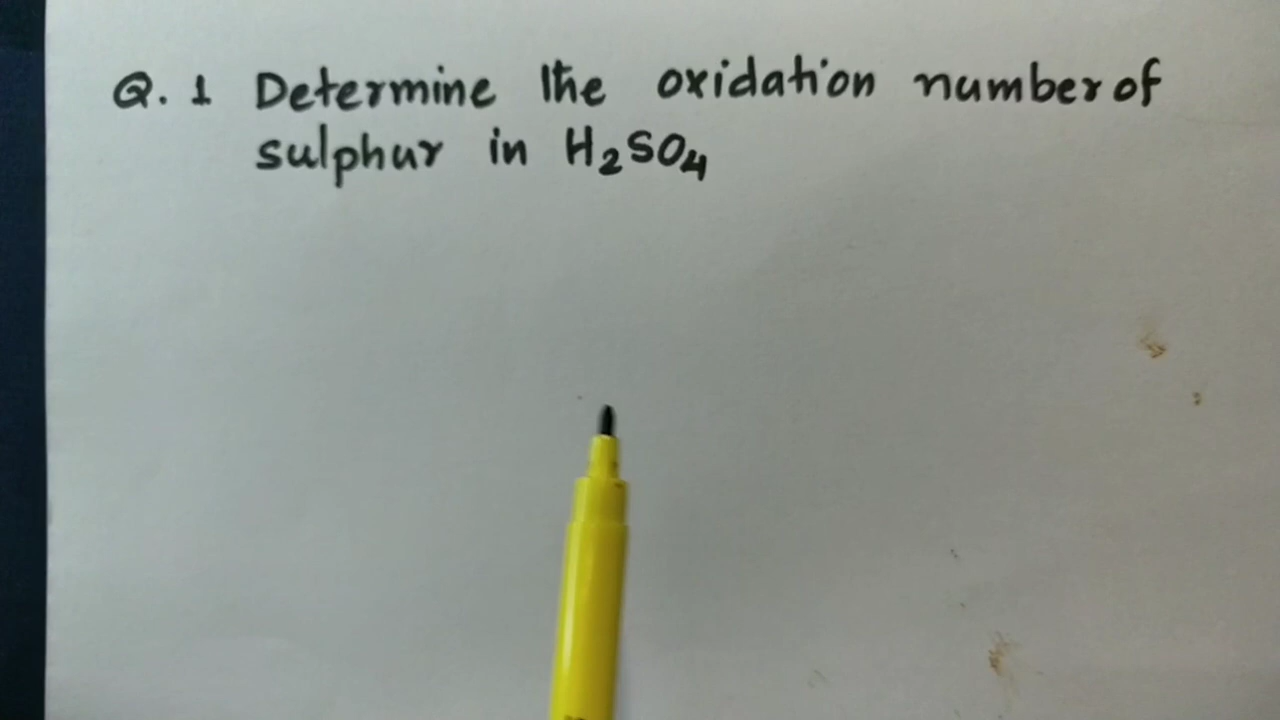 Q. 1 Determine the oxidation number of
sulphur in H₂SO₄